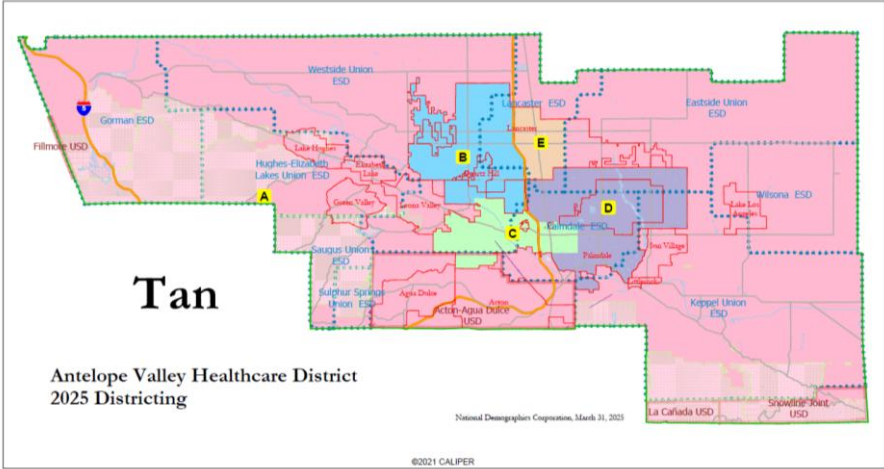 Westside Union
ESD
Lancaster ESD
Eastside Union
ESD
5
Gorman ESD
Lancaster
Fillmore USD
Lake Hughes
E
B
Hughes-Elizabeth
Lakes Union ESD
Elizabeth
Lake
Quartz Hill
A
Green Valley
Leona Valley
D
Lake Los
Angeles
Wilsona ESD
C
Palmdale ESD
Sun Village
Saugus Union
ESD
Palmdale
Littlerock
Tan
Sulphur Springs
Union ESD
Agua Dulce
Acton
Acton-Agua Dulce
USD
Keppel Union
ESD
Antelope Valley Healthcare District
2025 Districting
National Demographics Corporation, March 31, 2025
La Cañada USD
Snowline Joint
USD
©2021 CALIPER